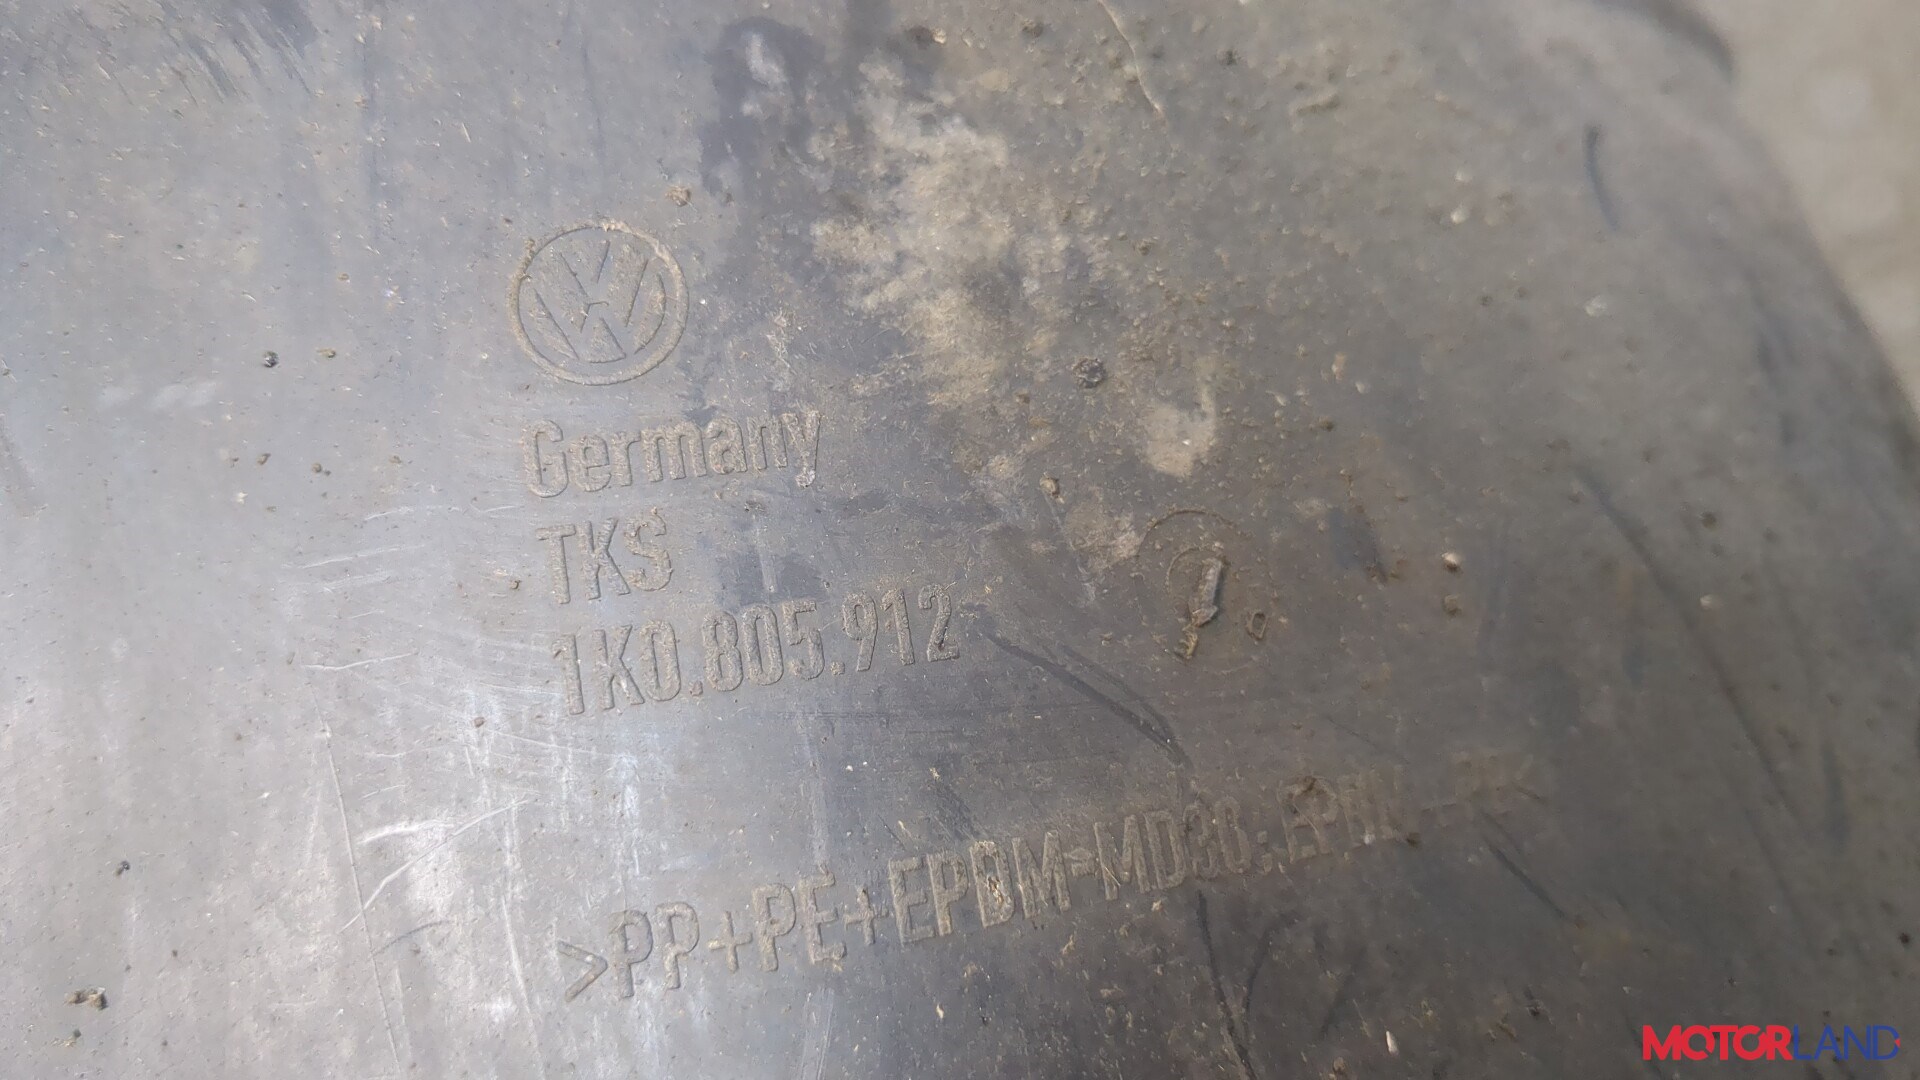 Germany
TKS
1K0.805.912
>PP+PE+EPDM-MD30.
MOTORLAND